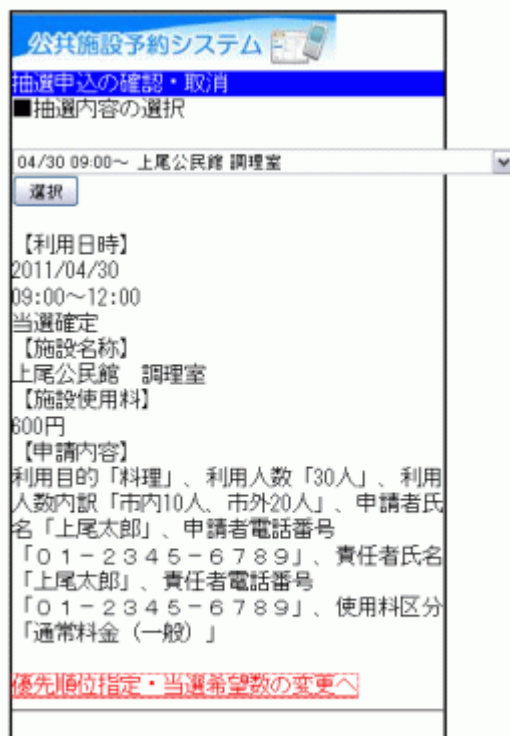 公共施設予約システム
抽選申込の確認・取消
■抽選内容の選択
04/30 09:00～ 上尾公民館 調理室
選択
【利用日時】
2011/04/30
09:00～12:00
当選確定
【施設名称】
上尾公民館　調理室
【施設使用料】
600円
【申請内容】
利用目的「料理」、利用人数「30人」、利用
人数内訳「市内10人、市外20人」、申請者氏
名「上尾太郎」、申請者電話番号
「０１－２３４５－６７８９」、責任者氏名
「上尾太郎」、責任者電話番号
「０１－２３４５－６７８９」、使用料区分
「通常料金（一般）」
優先順位指定・当選希望数の変更へ